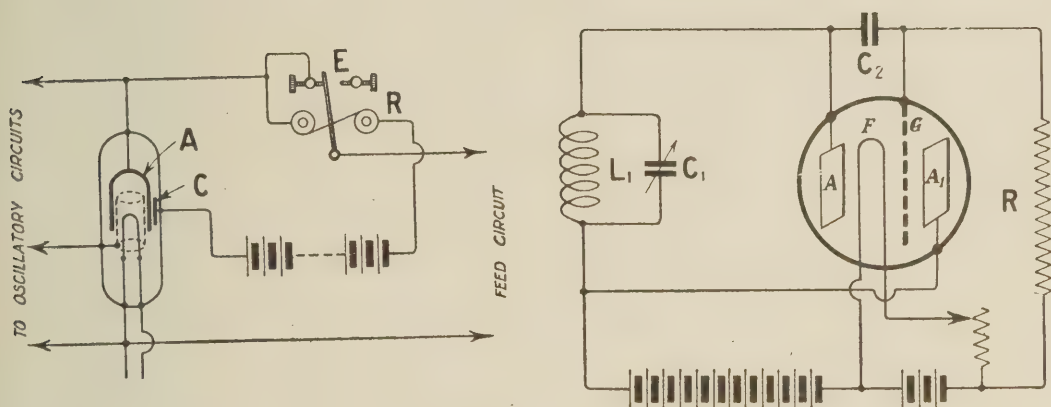 TO OSCILLATORY CIRCUITS
A
C
E
R
FEED CIRCUIT
C2
L1
C1
F
G
A
A1
R